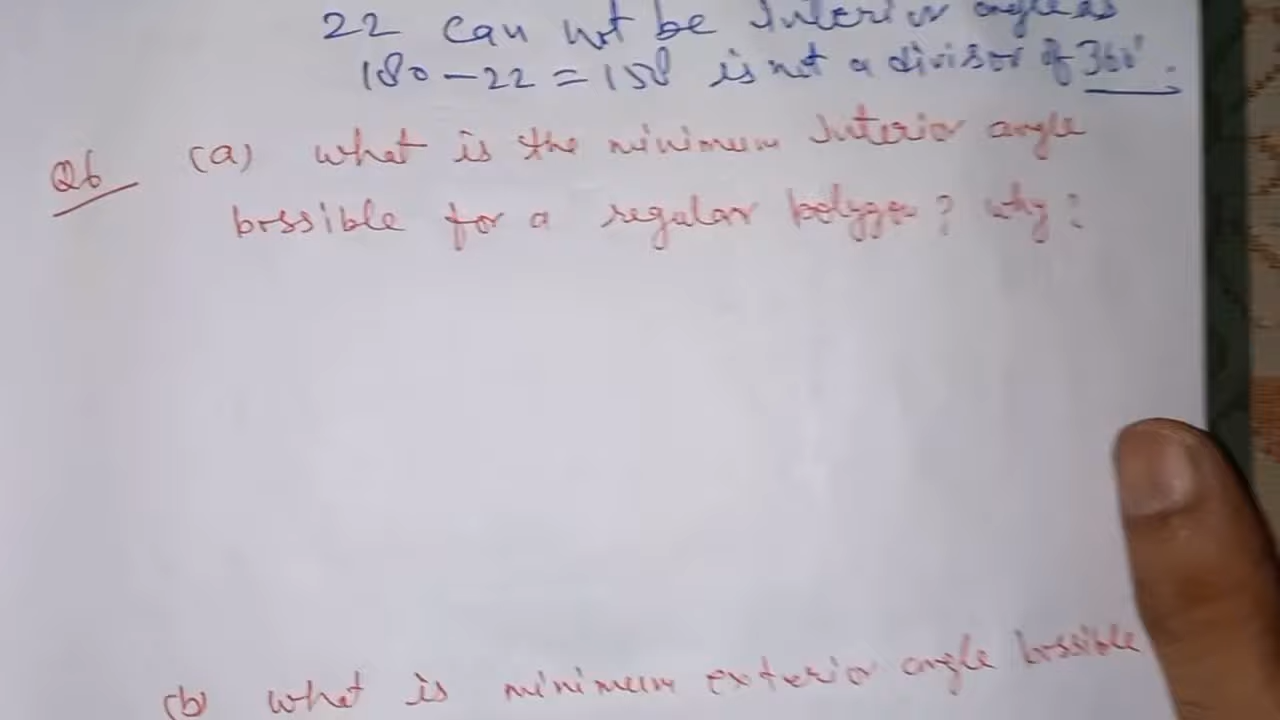 22 can not be Interior angle as
180 - 22 = 158 is not a divisor of 360°.
Q6 (a) what is the minimum Interior angle
possible for a regular polygon? why?
(b) what is minimum exterior angle possible